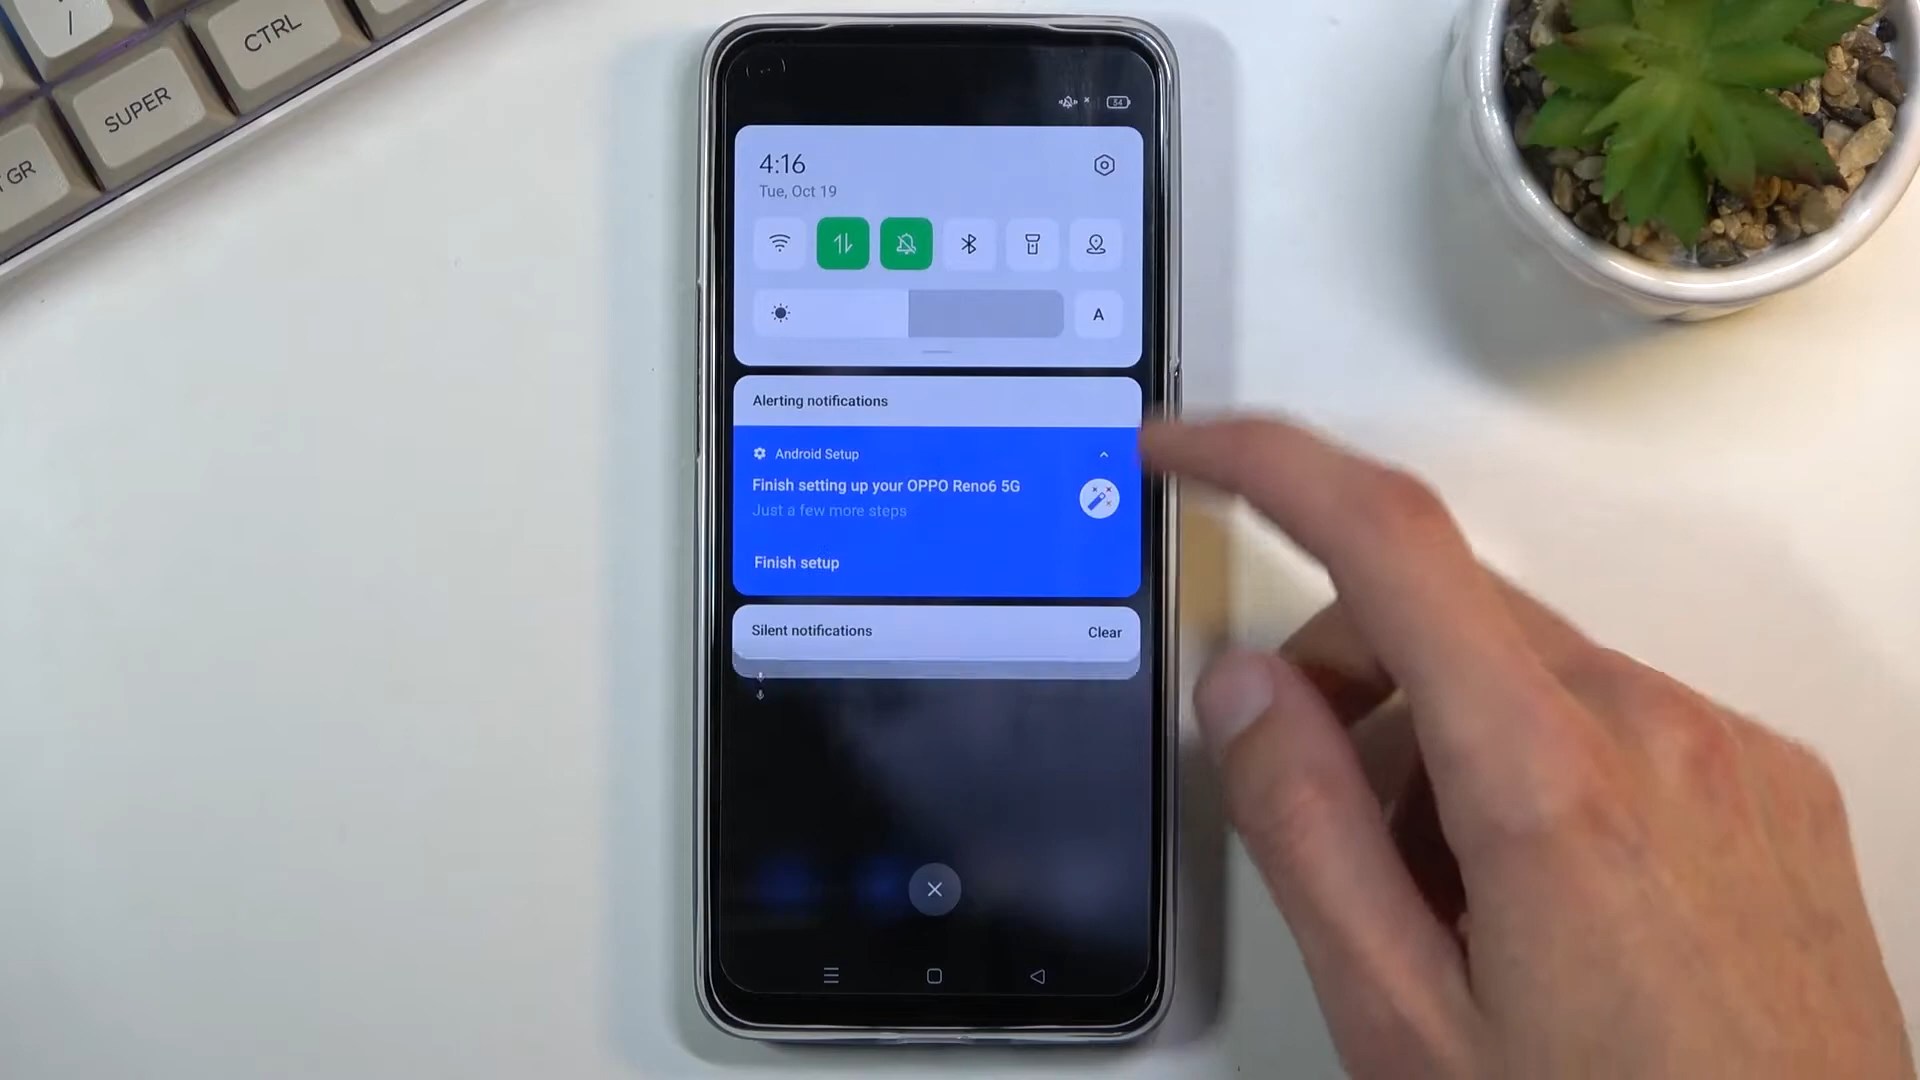 /
CTRL
SUPER
GR
54
4:16
Tue, Oct 19
A
Alerting notifications
Android Setup
Finish setting up your OPPO Reno6 5G
Just a few more steps
Finish setup
Silent notifications
Clear